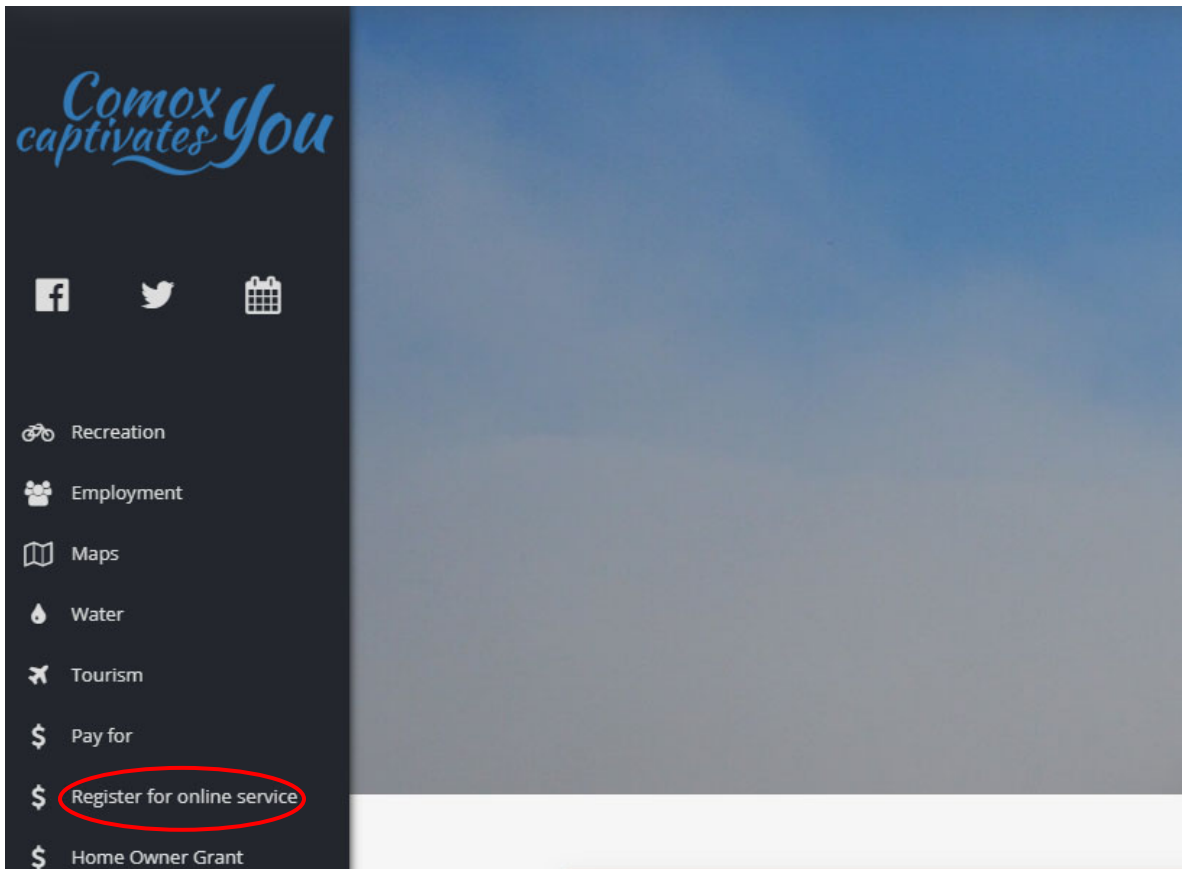 Comox
captivates You
Recreation
Employment
Maps
Water
Tourism
$ Pay for
$ Register for online service
$ Home Owner Grant